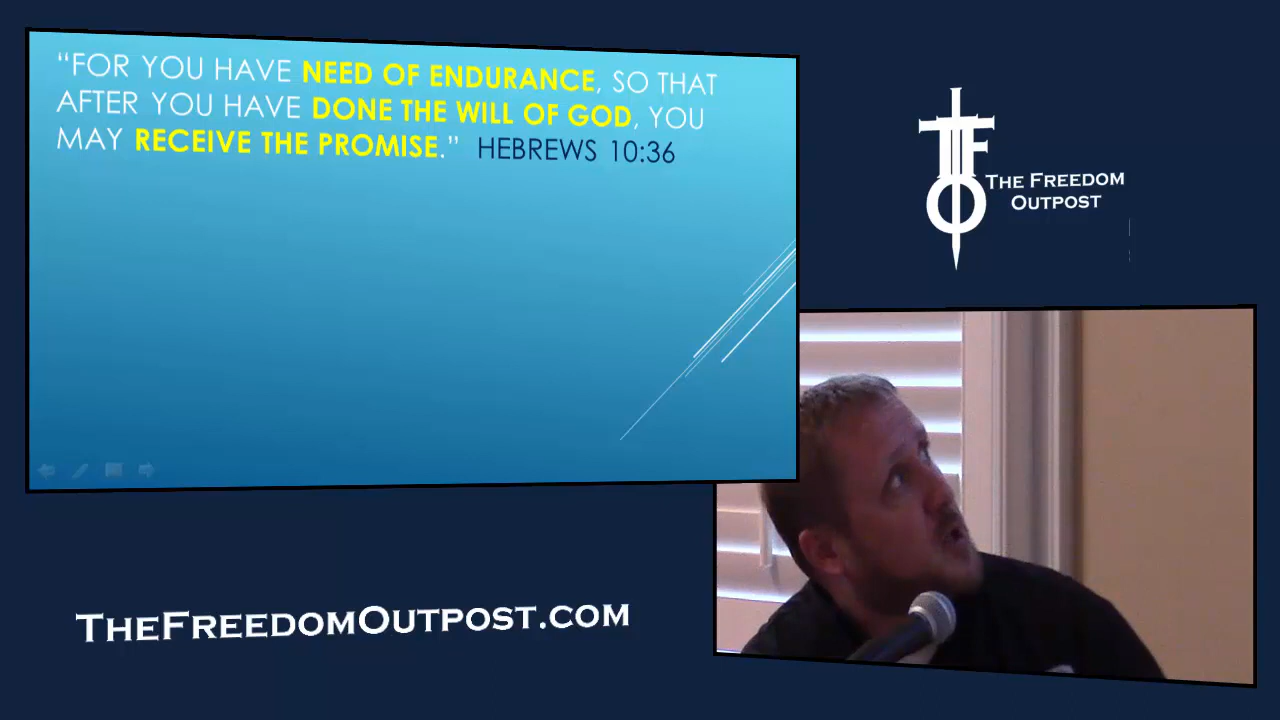 “FOR YOU HAVE NEED OF ENDURANCE, SO THAT
AFTER YOU HAVE DONE THE WILL OF GOD, YOU
MAY RECEIVE THE PROMISE.” HEBREWS 10:36
TFO
THE FREEDOM
OUTPOST
THEFREEDOMOUTPOST.COM